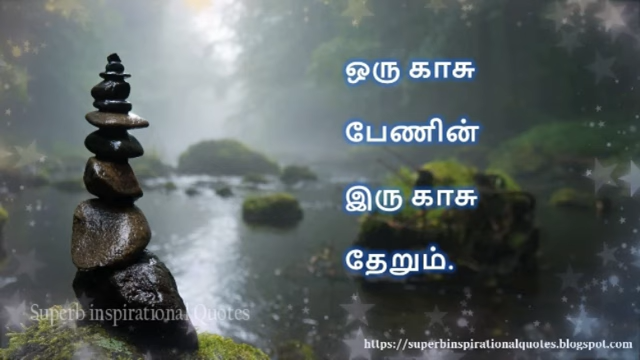 ஒரு காசு
பேணின்
இரு காசு
தேறும்.
Superb inspirational Quotes
https://superbinspirationalquotes.blogspot.com/